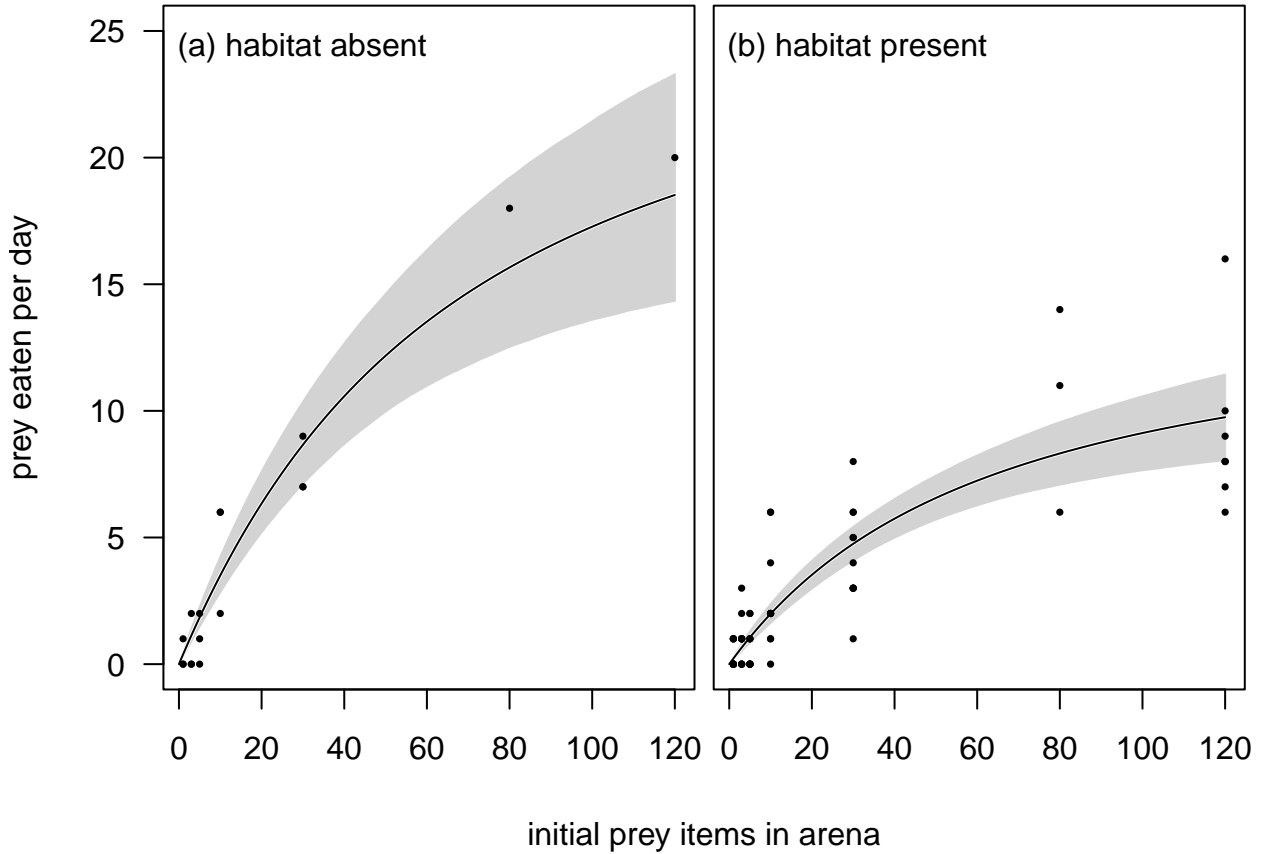 (a) habitat absent
(b) habitat present
25
20
15
10
5
0
prey eaten per day
0 20 40 60 80 100 120
0 20 40 60 80 100 120
initial prey items in arena